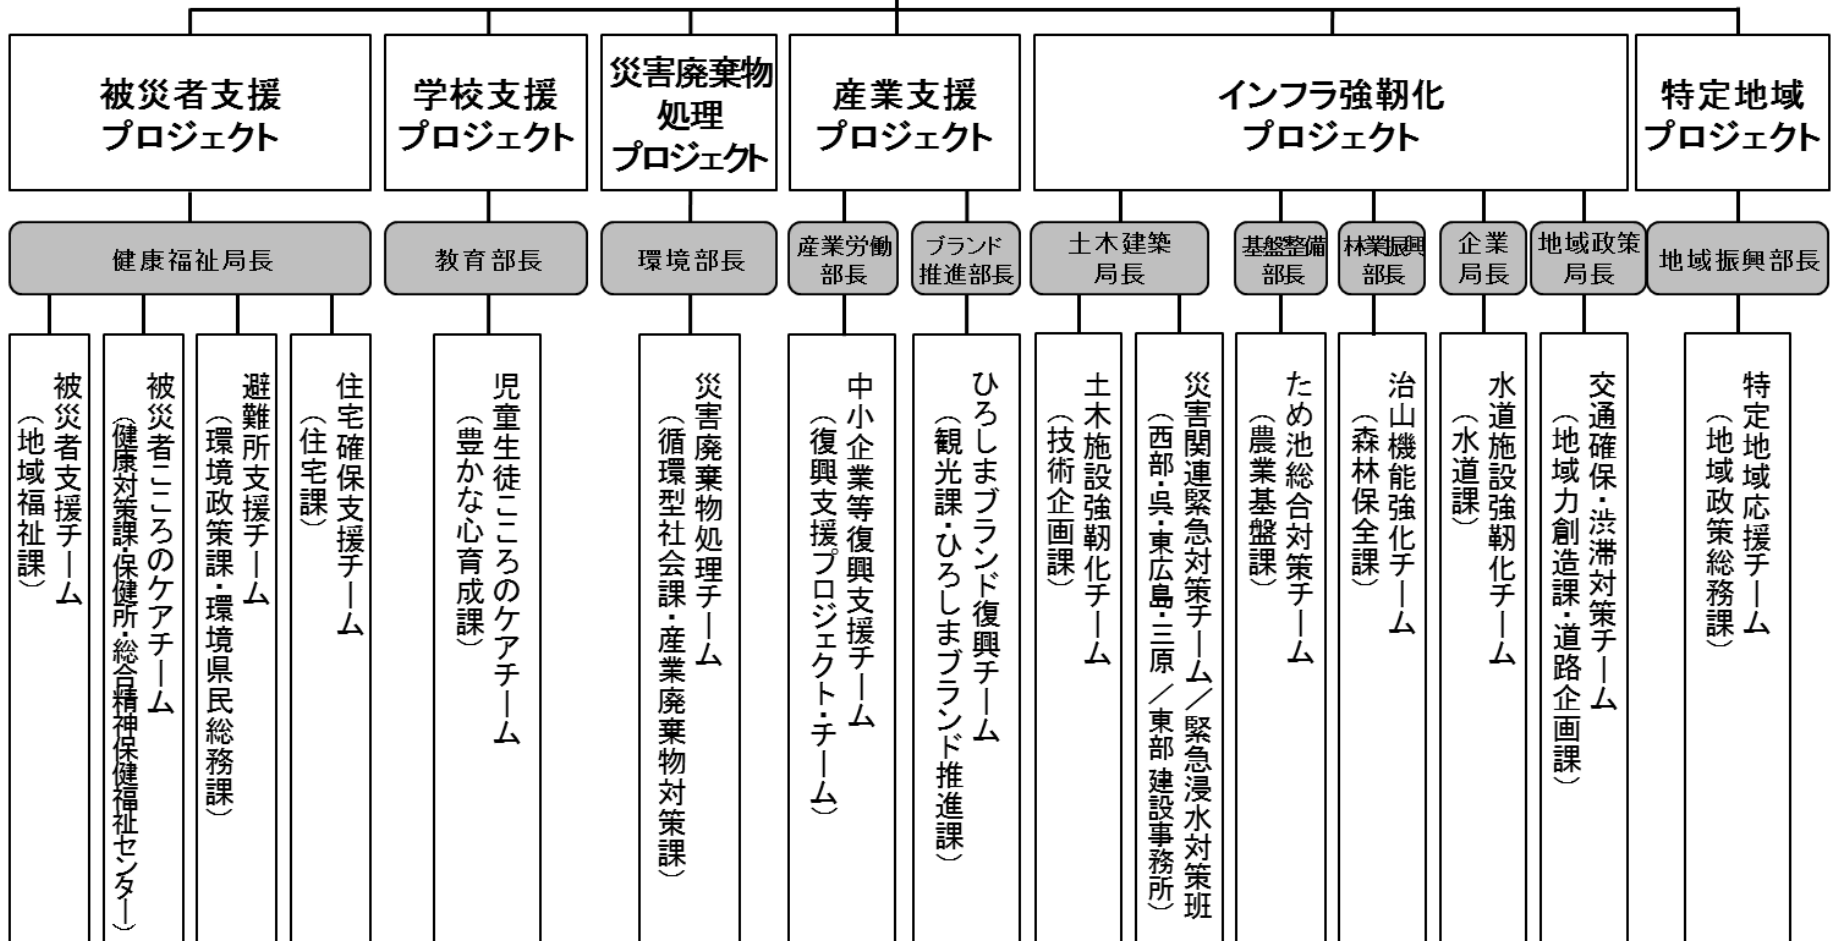 被災者支援
プロジェクト
学校支援
プロジェクト
災害廃棄物
処理
プロジェクト
産業支援
プロジェクト
インフラ強靭化
プロジェクト
特定地域
プロジェクト
健康福祉局長
教育部長
環境部長
産業労働
部長
ブランド
推進部長
土木建築
局長
基盤整備
部長
林業振興
部長
企業
局長
地域政策
局長
地域振興部長
被災者支援チーム
（地域福祉課）
被災者こころのケアチーム
（健康対策課・保健所・総合精神保健福祉センター）
避難所支援チーム
（環境政策課・環境県民総務課）
住宅確保支援チーム
（住宅課）
児童生徒こころのケアチーム
（豊かな心育成課）
災害廃棄物処理チーム
（循環型社会課・産業廃棄物対策課）
中小企業等復興支援チーム
（復興支援プロジェクト・チーム）
ひろしまブランド復興チーム
（観光課・ひろしまブランド推進課）
土木施設強靱化チーム
（技術企画課）
災害関連緊急対策チーム／緊急浸水対策班
（西部・呉・東広島・三原／東部 建設事務所）
ため池総合対策チーム
（農業基盤課）
治山機能強化チーム
（森林保全課）
水道施設強靱化チーム
（水道課）
交通確保・渋滞対策チーム
（地域力創造課・道路企画課）
特定地域応援チーム
（地域政策総務課）